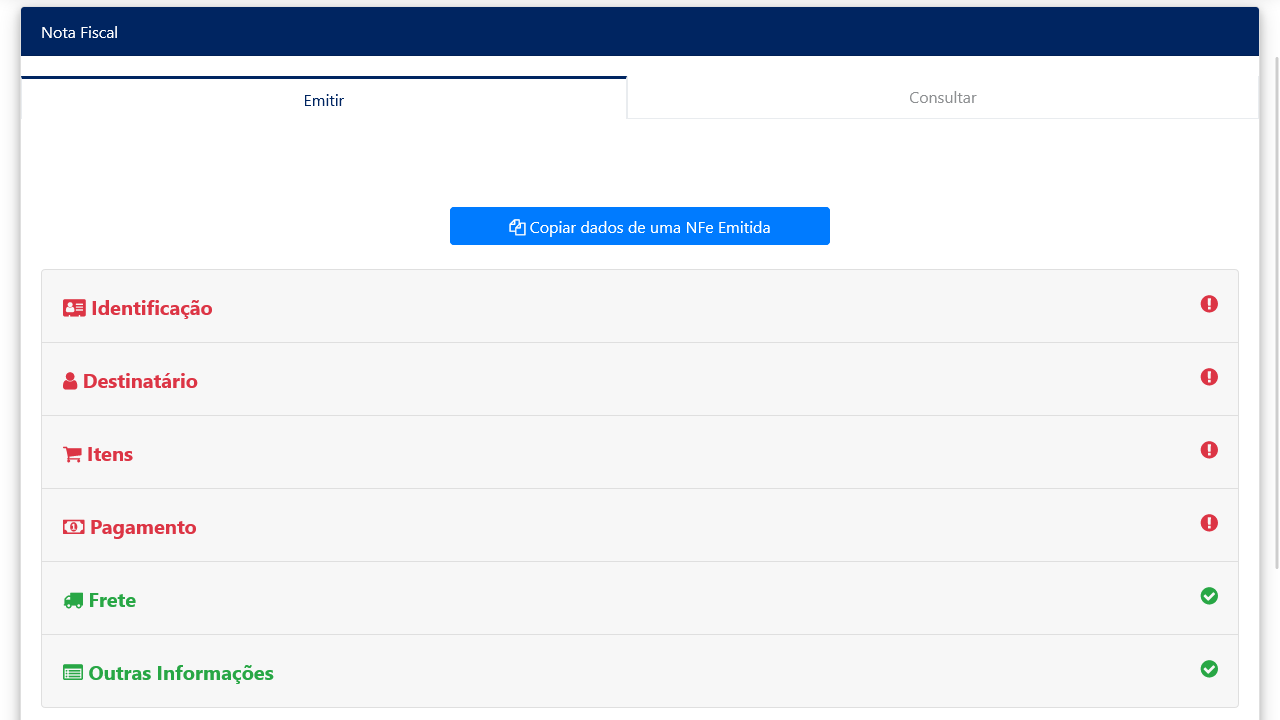 Nota Fiscal
Emitir
Consultar
Copiar dados de uma NFe Emitida
Identificação
Destinatário
Itens
Pagamento
Frete
Outras Informações